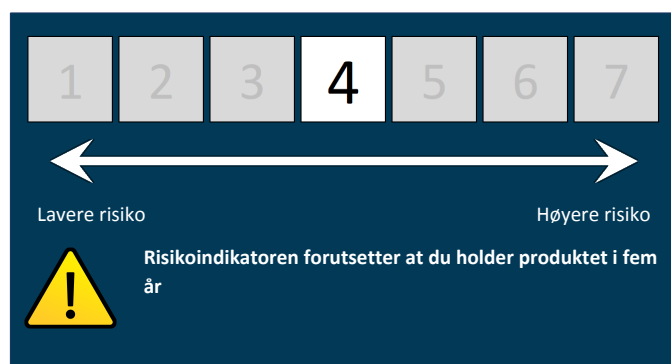 1 2 3 4 5 6 7
Lavere risiko Høyere risiko
Risikoindikatoren forutsetter at du holder produktet i fem
år